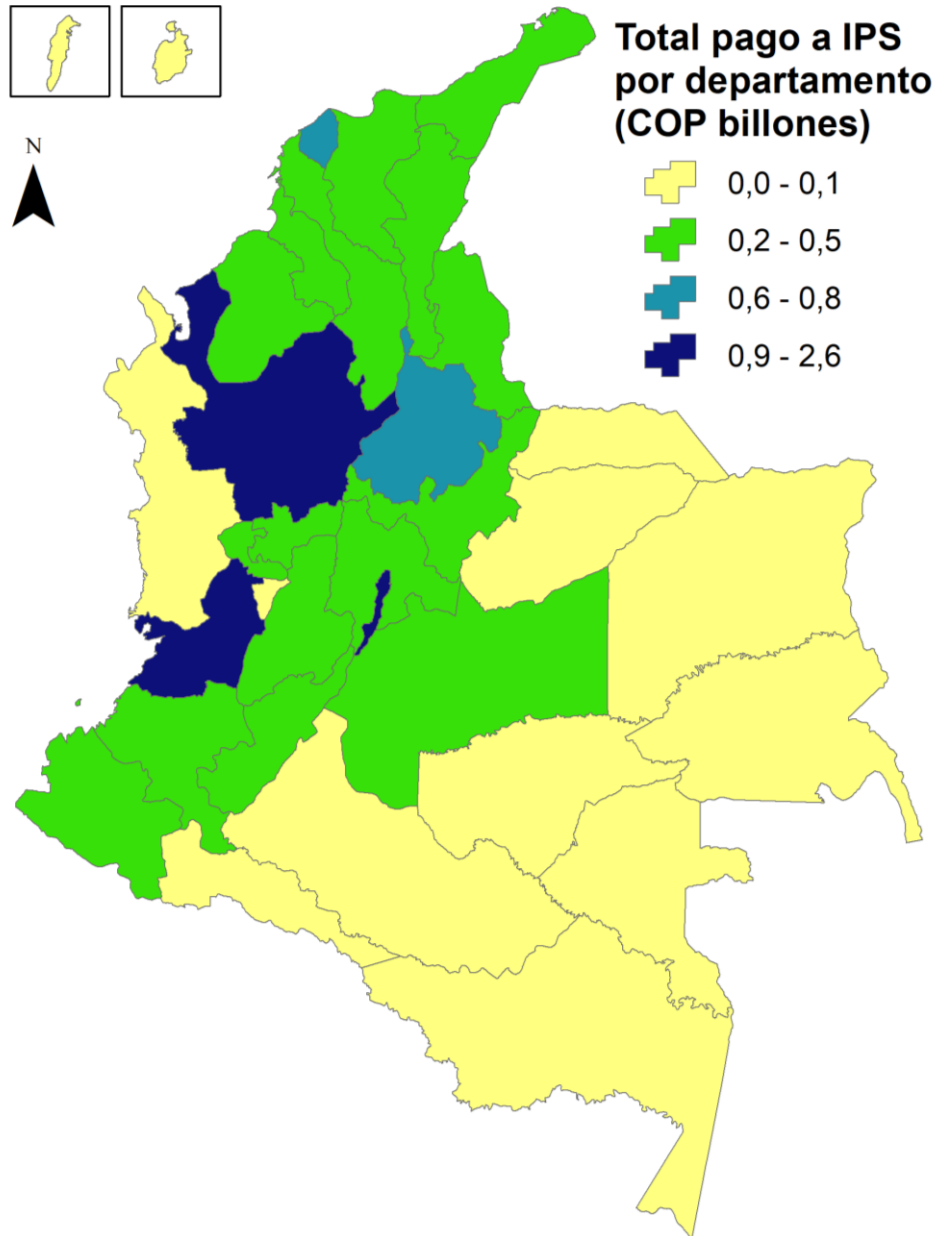 Total pago a IPS
por departamento
(COP billones)
N
0,0 - 0,1
0,2 - 0,5
0,6 - 0,8
0,9 - 2,6